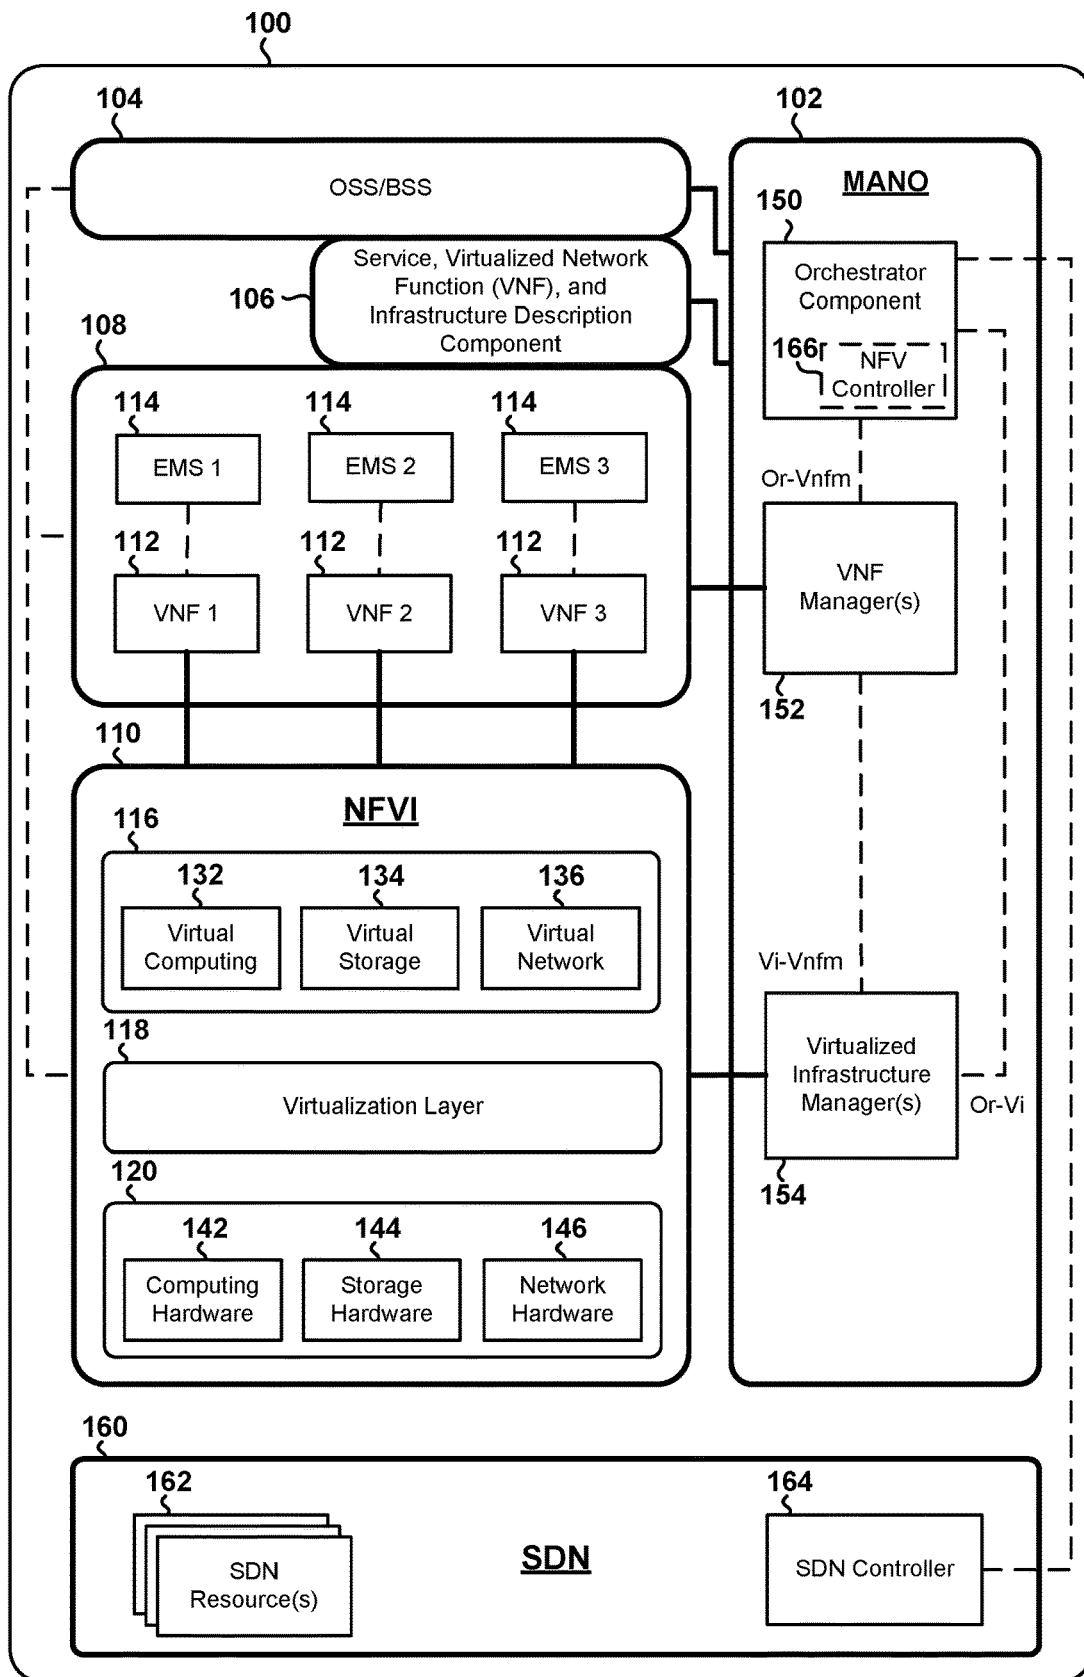 100
104
102
OSS/BSS
MANO
150
Orchestrator
Component
166
NFV
Controller
106
Service, Virtualized Network
Function (VNF), and
Infrastructure Description
Component
108
114
114
114
EMS 1
EMS 2
EMS 3
Or-Vnfm
112
112
112
VNF 1
VNF 2
VNF 3
VNF
Manager(s)
152
110
NFVI
116
132
134
136
Virtual
Computing
Virtual
Storage
Virtual
Network
Vi-Vnfm
118
Virtualization Layer
Virtualized
Infrastructure
Manager(s)
Or-Vi
154
120
142
144
146
Computing
Hardware
Storage
Hardware
Network
Hardware
160
162
164
SDN
Resource(s)
SDN
SDN Controller